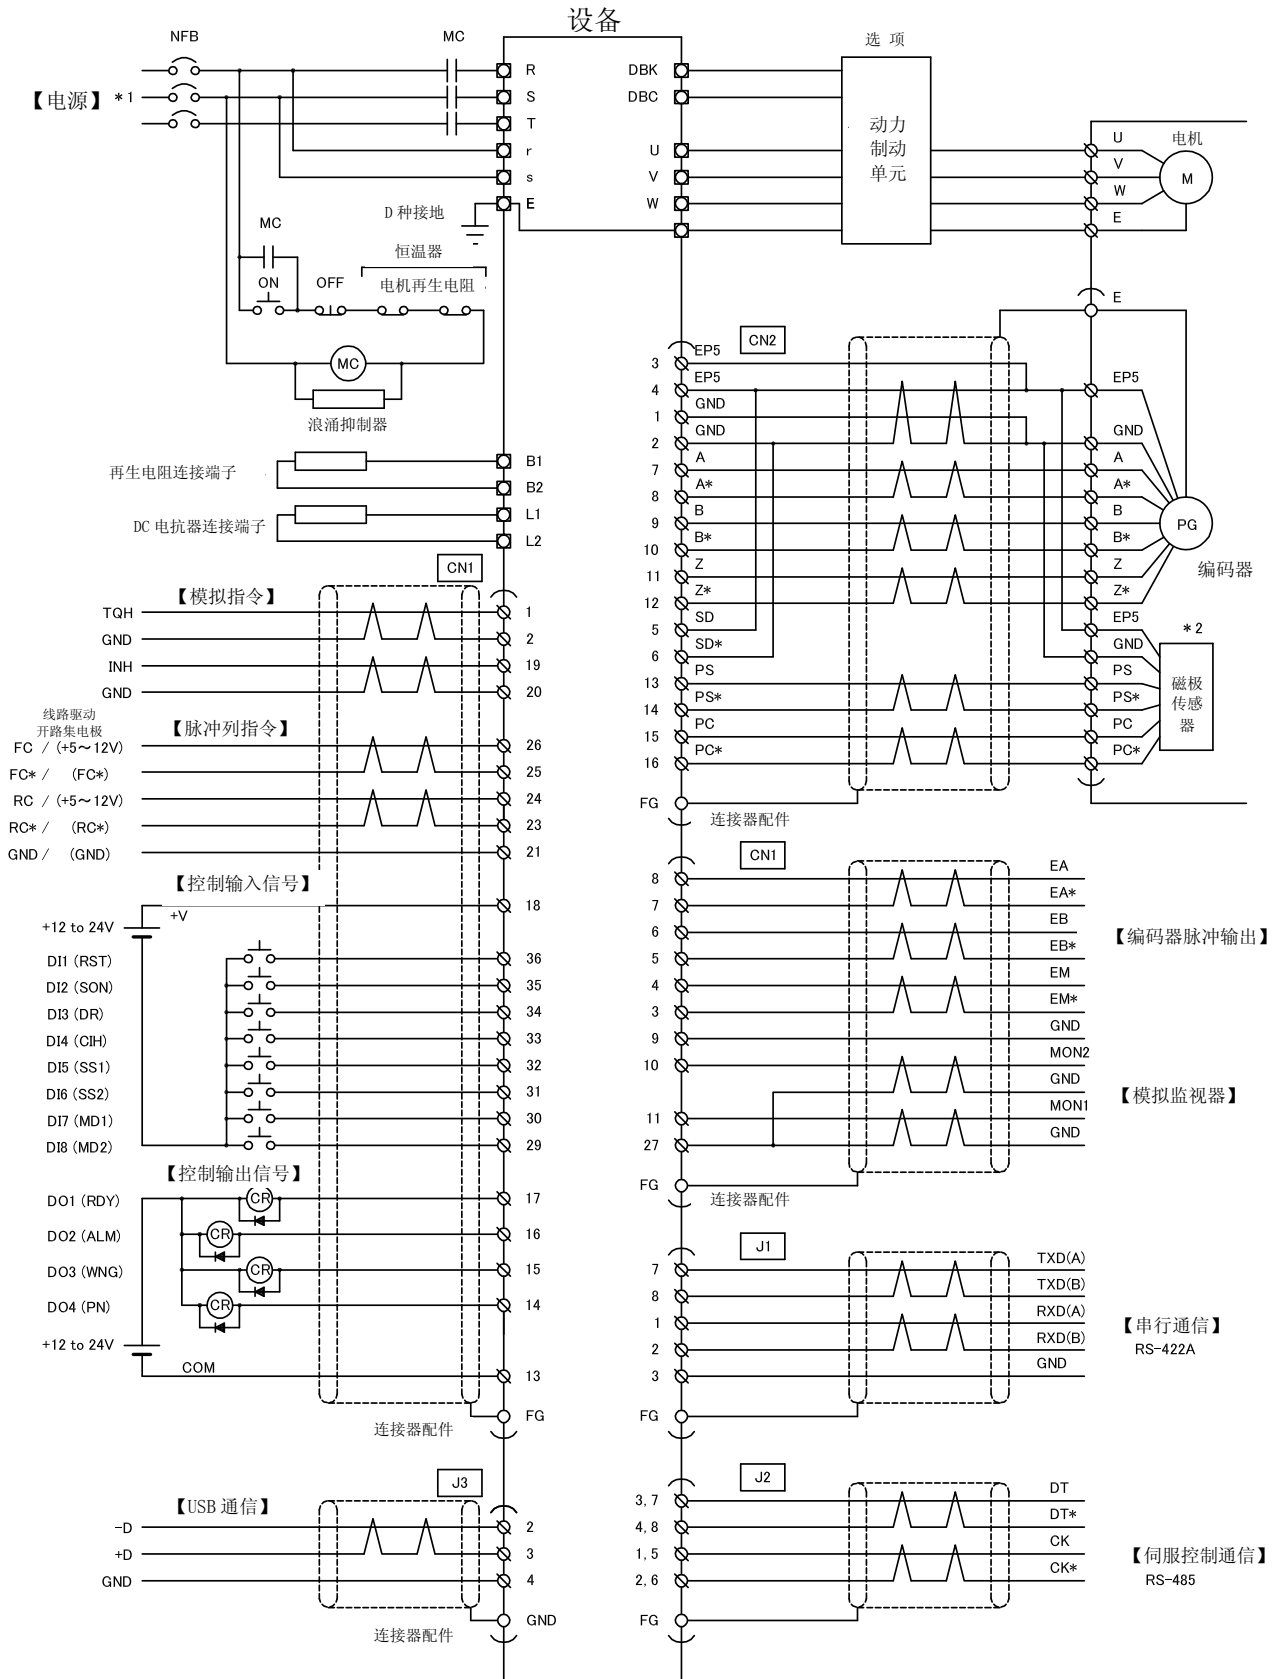 设备
NFB
MC
【电源】 *1
R
S
T
r
s
E
D 种接地
MC
恒温器
ON
OFF
电机再生电阻
MC
浪涌抑制器
再生电阻连接端子
B1
B2
DC 电抗器连接端子
L1
L2
CN1
【模拟指令】
TQH 1
GND 2
INH 19
GND 20
线路驱动
开路集电极
【脉冲列指令】
FC / (+5～12V) 26
FC* / (FC*) 25
RC / (+5～12V) 24
RC* / (RC*) 23
GND / (GND) 21
【控制输入信号】
+V 18
+12 to 24V
DI1 (RST) 36
DI2 (SON) 35
DI3 (DR) 34
DI4 (CIH) 33
DI5 (SS1) 32
DI6 (SS2) 31
DI7 (MD1) 30
DI8 (MD2) 29
【控制输出信号】
DO1 (RDY) CR 17
DO2 (ALM) CR 16
DO3 (WNG) CR 15
DO4 (PN) CR 14
+12 to 24V
COM 13
FG
连接器配件
J3
【USB 通信】
-D 2
+D 3
GND 4
GND
连接器配件
选 项
DBK
DBC
动力
制动
单元
U
V
W
U
V
W
E
电机
M
E
CN2
3 EP5
4 EP5
1 GND
2 GND
7 A
8 A*
9 B
10 B*
11 Z
12 Z*
5 SD
6 SD*
13 PS
14 PS*
15 PC
16 PC*
FG
连接器配件
EP5
GND
A
A*
B
B*
Z
Z*
PG
编码器
EP5
GND
PS
PS*
PC
PC*
*2
磁极
传感
器
CN1
8 EA
7 EA*
6 EB
5 EB*
4 EM
3 EM*
9 GND
10 MON2
GND
11 MON1
27 GND
FG
连接器配件
【编码器脉冲输出】
【模拟监视器】
J1
7 TXD(A)
8 TXD(B)
1 RXD(A)
2 RXD(B)
3 GND
FG
【串行通信】
RS-422A
J2
3, 7 DT
4, 8 DT*
1, 5 CK
2, 6 CK*
FG
【伺服控制通信】
RS-485